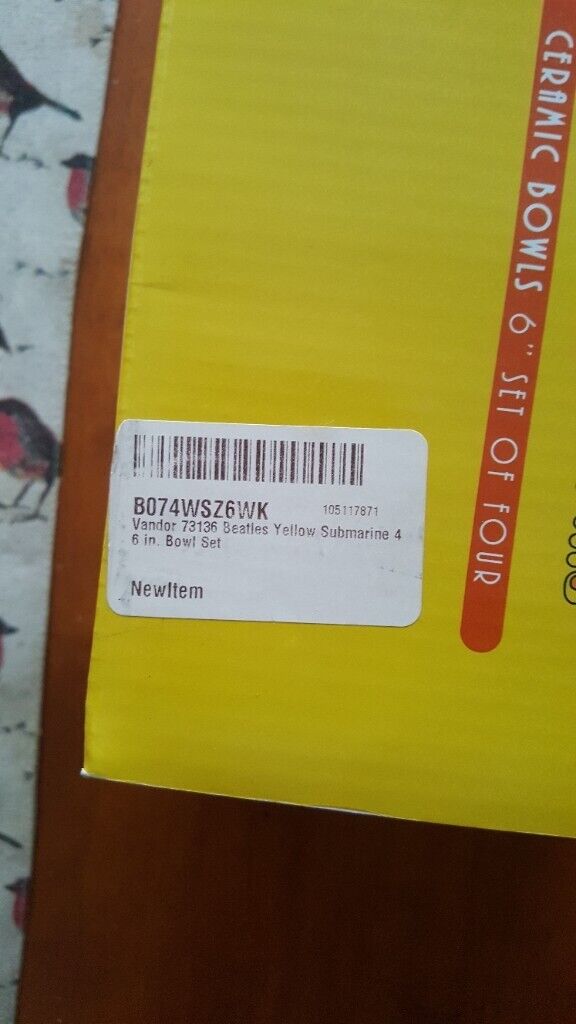 CERAMIC BOWLS 6" SET OF FOUR
B074WSZ6WK 105117871
Vandor 73136 Beatles Yellow Submarine 4
6 in. Bowl Set
NewItem